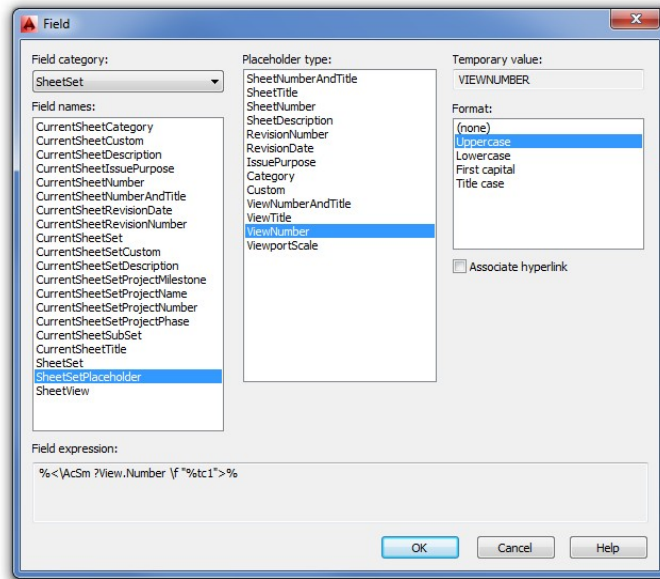 Field
Field category:
SheetSet
Field names:
CurrentSheetCategory
CurrentSheetCustom
CurrentSheetDescription
CurrentSheetIssuePurpose
CurrentSheetNumber
CurrentSheetNumberAndTitle
CurrentSheetRevisionDate
CurrentSheetRevisionNumber
CurrentSheetSet
CurrentSheetSetCustom
CurrentSheetSetDescription
CurrentSheetSetProjectMilestone
CurrentSheetSetProjectName
CurrentSheetSetProjectNumber
CurrentSheetSetProjectPhase
CurrentSheetSubSet
CurrentSheetTitle
SheetSet
SheetSetPlaceholder
SheetView
Placeholder type:
SheetNumberAndTitle
SheetTitle
SheetNumber
SheetDescription
RevisionNumber
RevisionDate
IssuePurpose
Category
Custom
ViewNumberAndTitle
ViewTitle
ViewNumber
ViewportScale
Temporary value:
VIEWNUMBER
Format:
(none)
Uppercase
Lowercase
First capital
Title case
Associate hyperlink
Field expression:
%<\AcSm ?View.Number \f "%tc1">%
OK
Cancel
Help